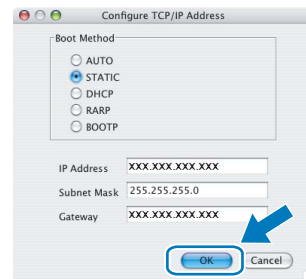 Configure TCP/IP Address
Boot Method
AUTO
STATIC
DHCP
RARP
BOOTP
IP Address XXX.XXX.XXX.XXX
Subnet Mask 255.255.255.0
Gateway XXX.XXX.XXX.XXX
OK Cancel